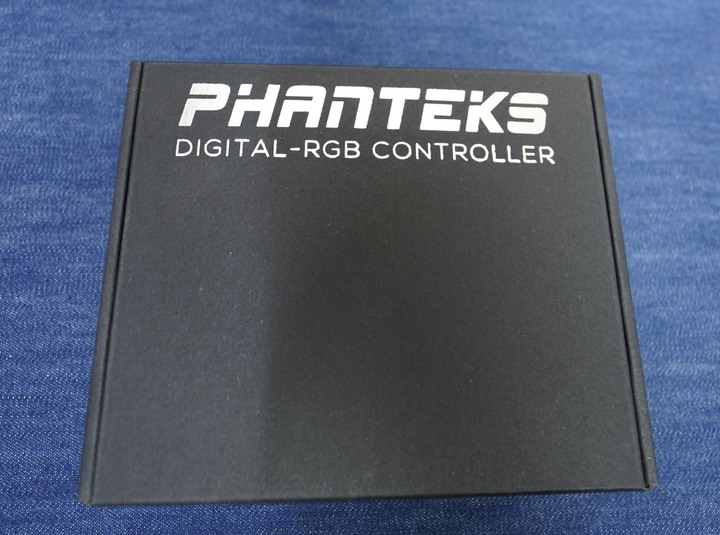 PHANTEKS
DIGITAL-RGB CONTROLLER